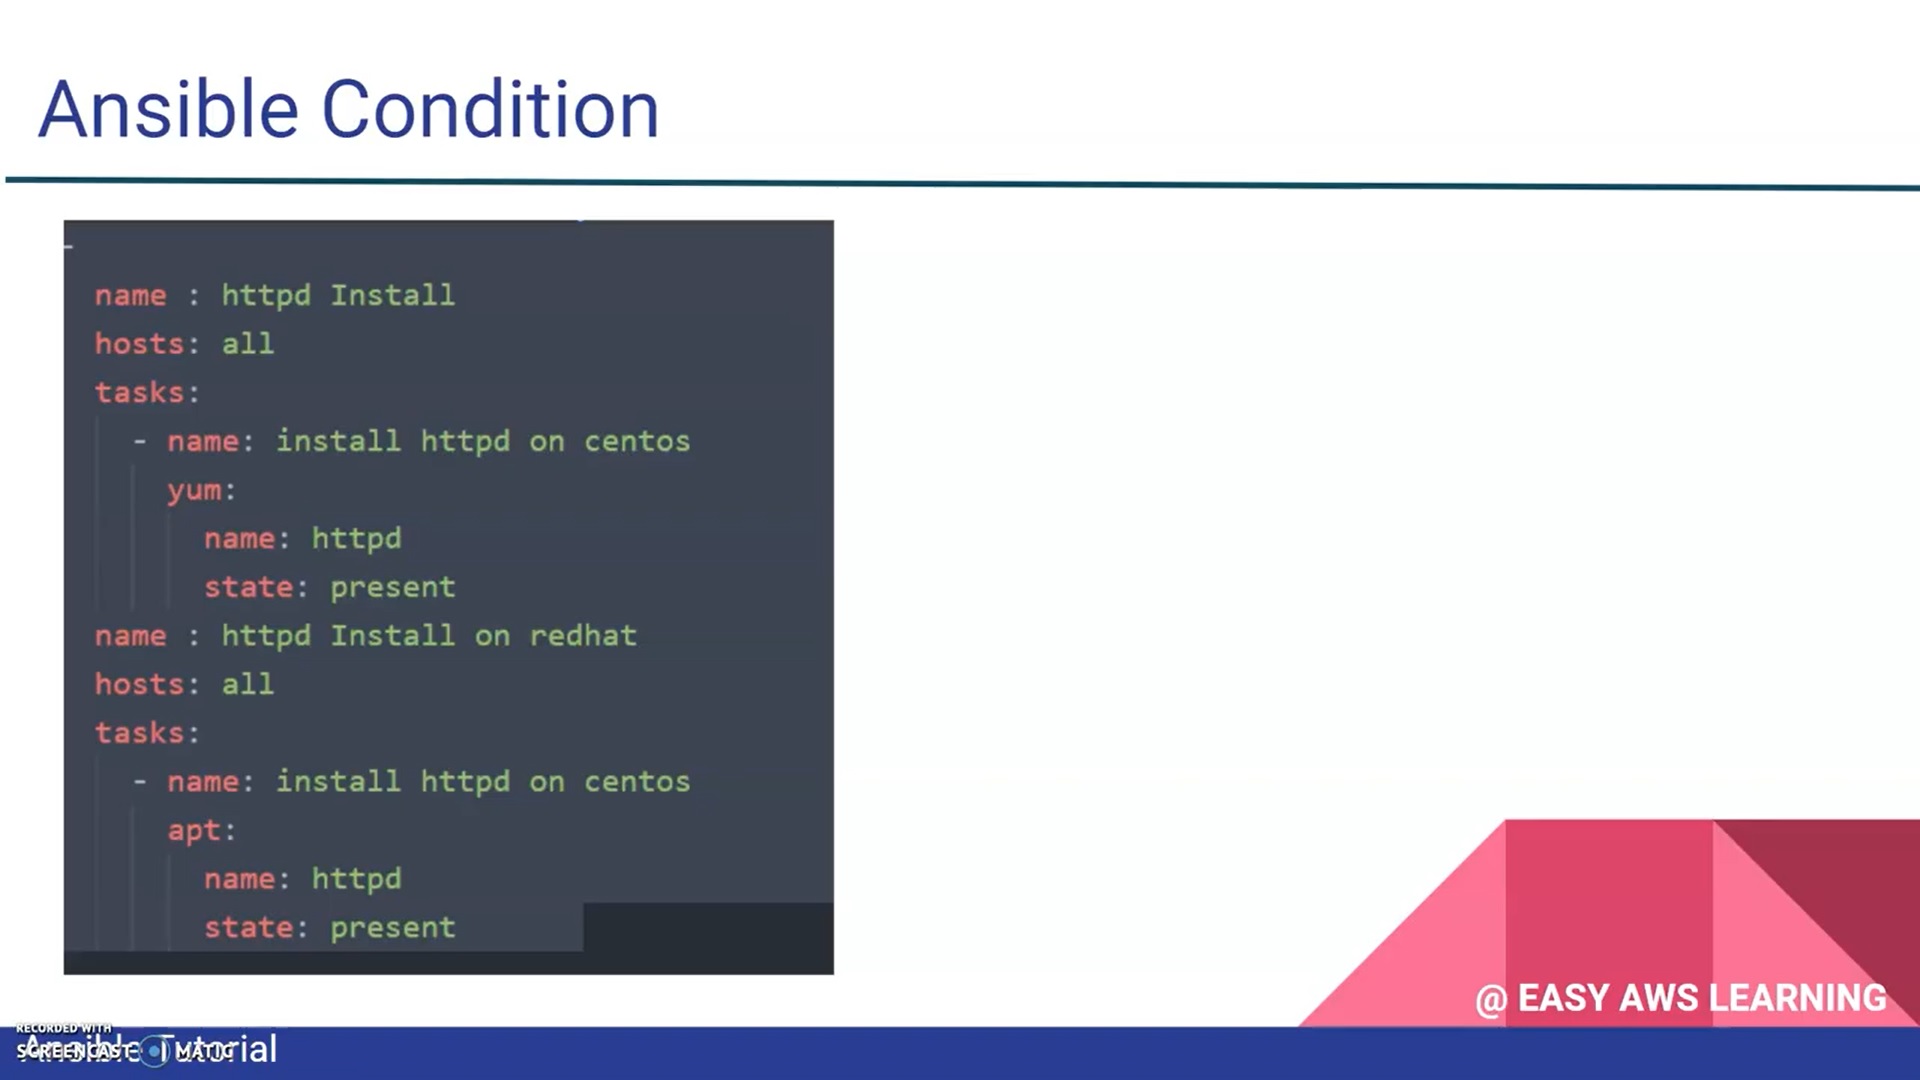 Ansible Condition
-
name : httpd Install
hosts: all
tasks:
- name: install httpd on centos
yum:
name: httpd
state: present
name : httpd Install on redhat
hosts: all
tasks:
- name: install httpd on centos
apt:
name: httpd
state: present
@ EASY AWS LEARNING
RECORDED WITH
SCREENCAST MATIC
Ansible Tutorial